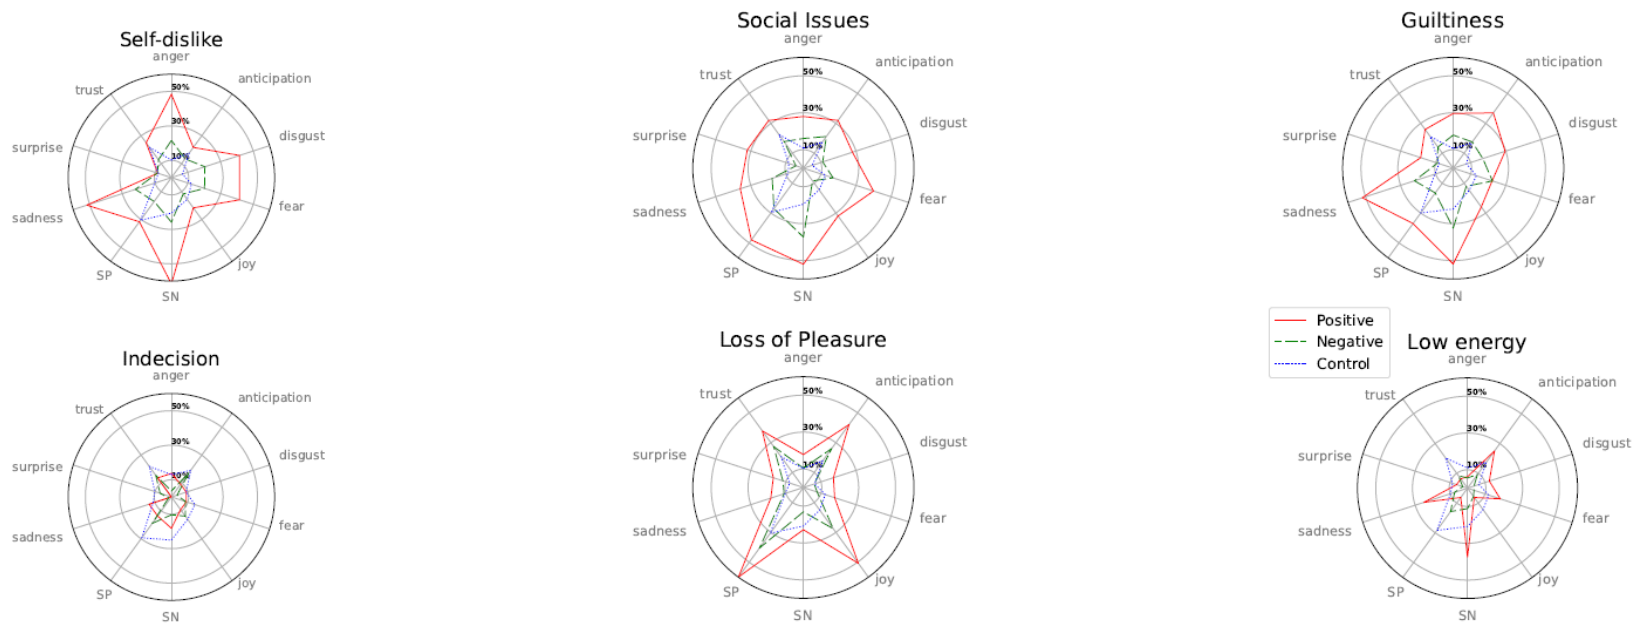 Self-dislike
anger
anticipation
disgust
fear
joy
SN
SP
sadness
surprise
trust
50%
30%
10%
Social Issues
anger
anticipation
disgust
fear
joy
SN
SP
sadness
surprise
trust
50%
30%
10%
Guiltiness
anger
anticipation
disgust
fear
joy
SN
SP
sadness
surprise
trust
50%
30%
10%
Indecision
anger
anticipation
disgust
fear
joy
SN
SP
sadness
surprise
trust
50%
30%
10%
Loss of Pleasure
anger
anticipation
disgust
fear
joy
SN
SP
sadness
surprise
trust
50%
30%
10%
Positive
Negative
Control
Low energy
anger
anticipation
disgust
fear
joy
SN
SP
sadness
surprise
trust
50%
30%
10%